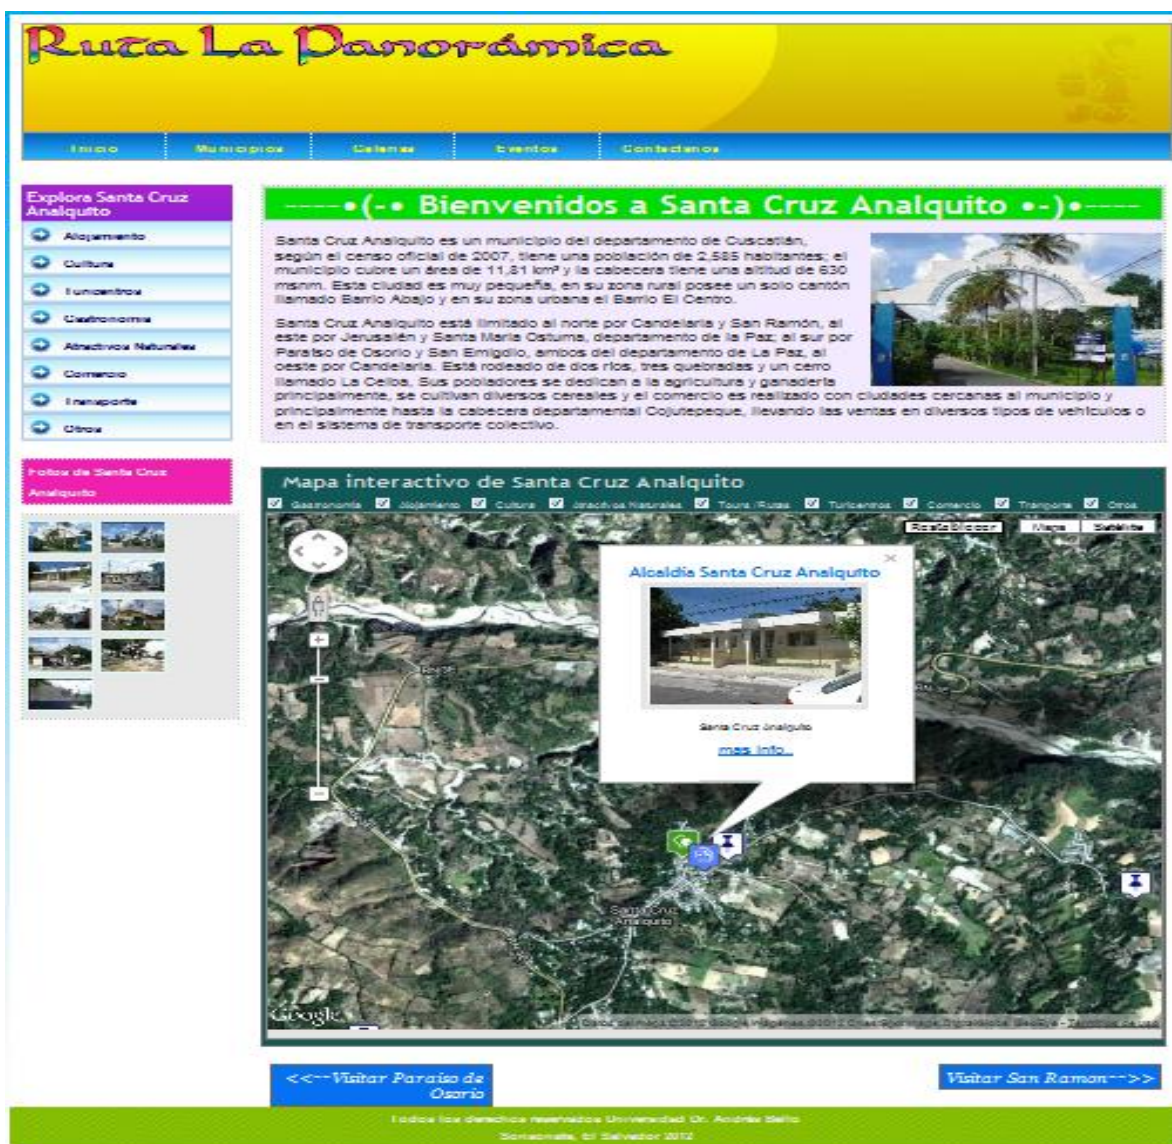 Ruta La Panorámica
Inicio
Municipios
Galerias
Eventos
Contactanos
Explora Santa Cruz
Analquito
Alojamiento
Cultura
Turicentros
Gastronomia
Atractivos Naturales
Comercio
Transporte
Otros
Fotos de Santa Cruz
Analquito
----•(-• Bienvenidos a Santa Cruz Analquito •-)•----
Santa Cruz Analquito es un municipio del departamento de Cuscatlán,
según el censo oficial de 2007, tiene una población de 2.585 habitantes; el
municipio cubre un área de 11,81 km² y la cabecera tiene una altitud de 630
msnm. Esta ciudad es muy pequeña, en su zona rural posee un solo cantón
llamado Barrio Abajo y en su zona urbana el Barrio El Centro.
Santa Cruz Analquito está limitado al norte por Candelaria y San Ramón, al
este por Jerusalén y Santa María Ostuma, departamento de la Paz; al sur por
Paraíso de Osorio y San Emigdio, ambos del departamento de La Paz, al
oeste por Candelaria. Está rodeado de dos ríos, tres quebradas y un cerro
llamado La Ceiba, Sus pobladores se dedican a la agricultura y ganadería
principalmente, se cultivan diversos cereales y el comercio es realizado con ciudades cercanas al municipio y
principalmente hasta la cabecera departamental Cojutepeque, llevando las ventas en diversos tipos de vehículos o
en el sistema de transporte colectivo.
Mapa interactivo de Santa Cruz Analquito
Gastronomia Alojamiento Cultura Atractivos Naturales Tours/Rutas Turicentros Comercio Transporte Otros
Restablecer Mapa Satélite
Alcaldía Santa Cruz Analquito
Santa Cruz Analquito
mas info..
Santa Cruz
Analquito
Google
<<--Visitar Paraiso de
Osorio
Visitar San Ramon-->>
Todos los derechos reservados Universidad Dr. Andrés Bello
Sonsonate, El Salvador 2012